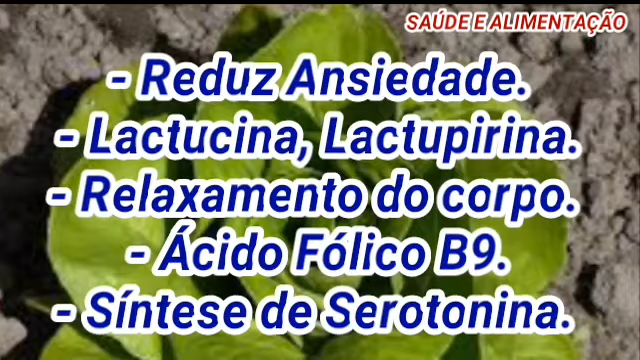 SAÚDE E ALIMENTAÇÃO
- Reduz Ansiedade.
- Lactucina, Lactupirina.
- Relaxamento do corpo.
- Ácido Fólico B9.
- Síntese de Serotonina.